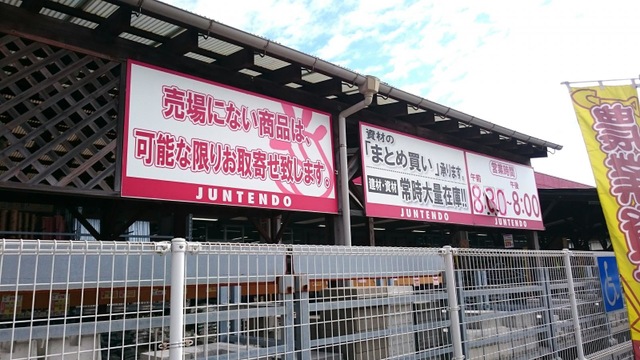 売場にない商品は、
可能な限りお取寄せ致します。
JUNTENDO
資材の
「まとめ買い」承ります。
建材・資材 常時大量在庫!!
JUNTENDO
営業時間
午前 午後
8:30-8:00
JUNTENDO